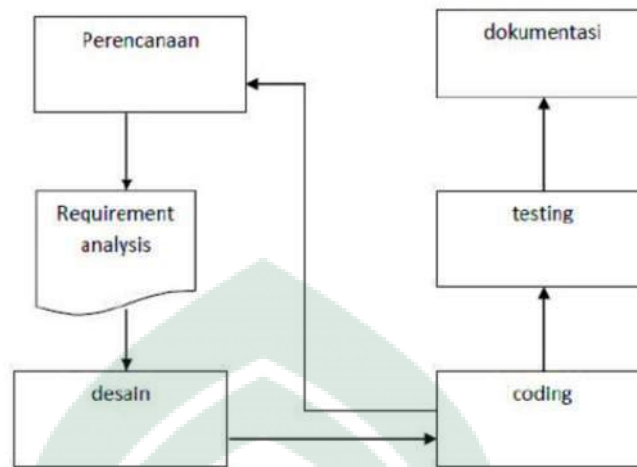 Perencanaan
Requirement
analysis
desain
coding
testing
dokumentasi